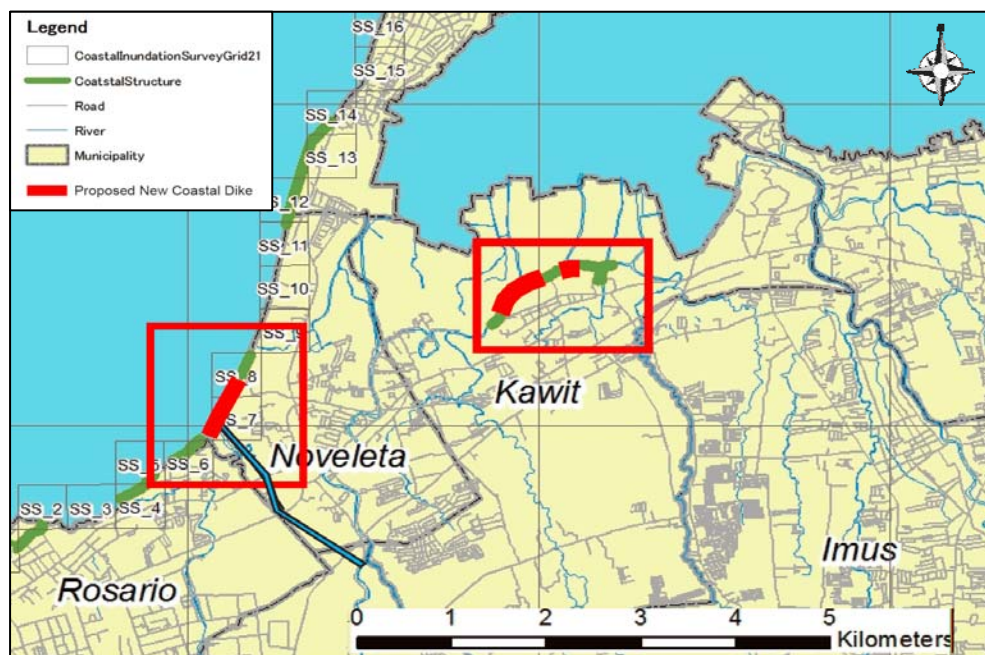 Legend
CoastalInundationSurveyGrid21
CoatstalStructure
Road
River
Municipality
Proposed New Coastal Dike
SS_16
SS_15
SS_14
SS_13
SS_12
SS_11
SS_10
SS_9
SS_8
S_7
SS_6
SS_5
SS_4
SS_3
SS_2
Kawit
Noveleta
Imus
Rosario
0 1 2 3 4 5
Kilometers